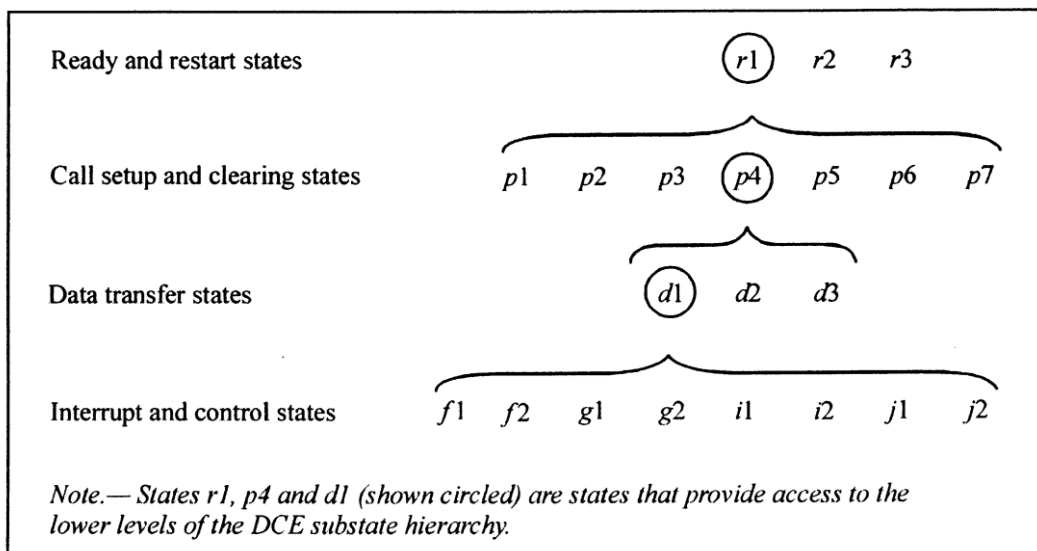 Ready and restart states r1 r2 r3
Call setup and clearing states p1 p2 p3 p4 p5 p6 p7
Data transfer states d1 d2 d3
Interrupt and control states f1 f2 g1 g2 i1 i2 j1 j2
Note.— States r1, p4 and d1 (shown circled) are states that provide access to the
lower levels of the DCE substate hierarchy.